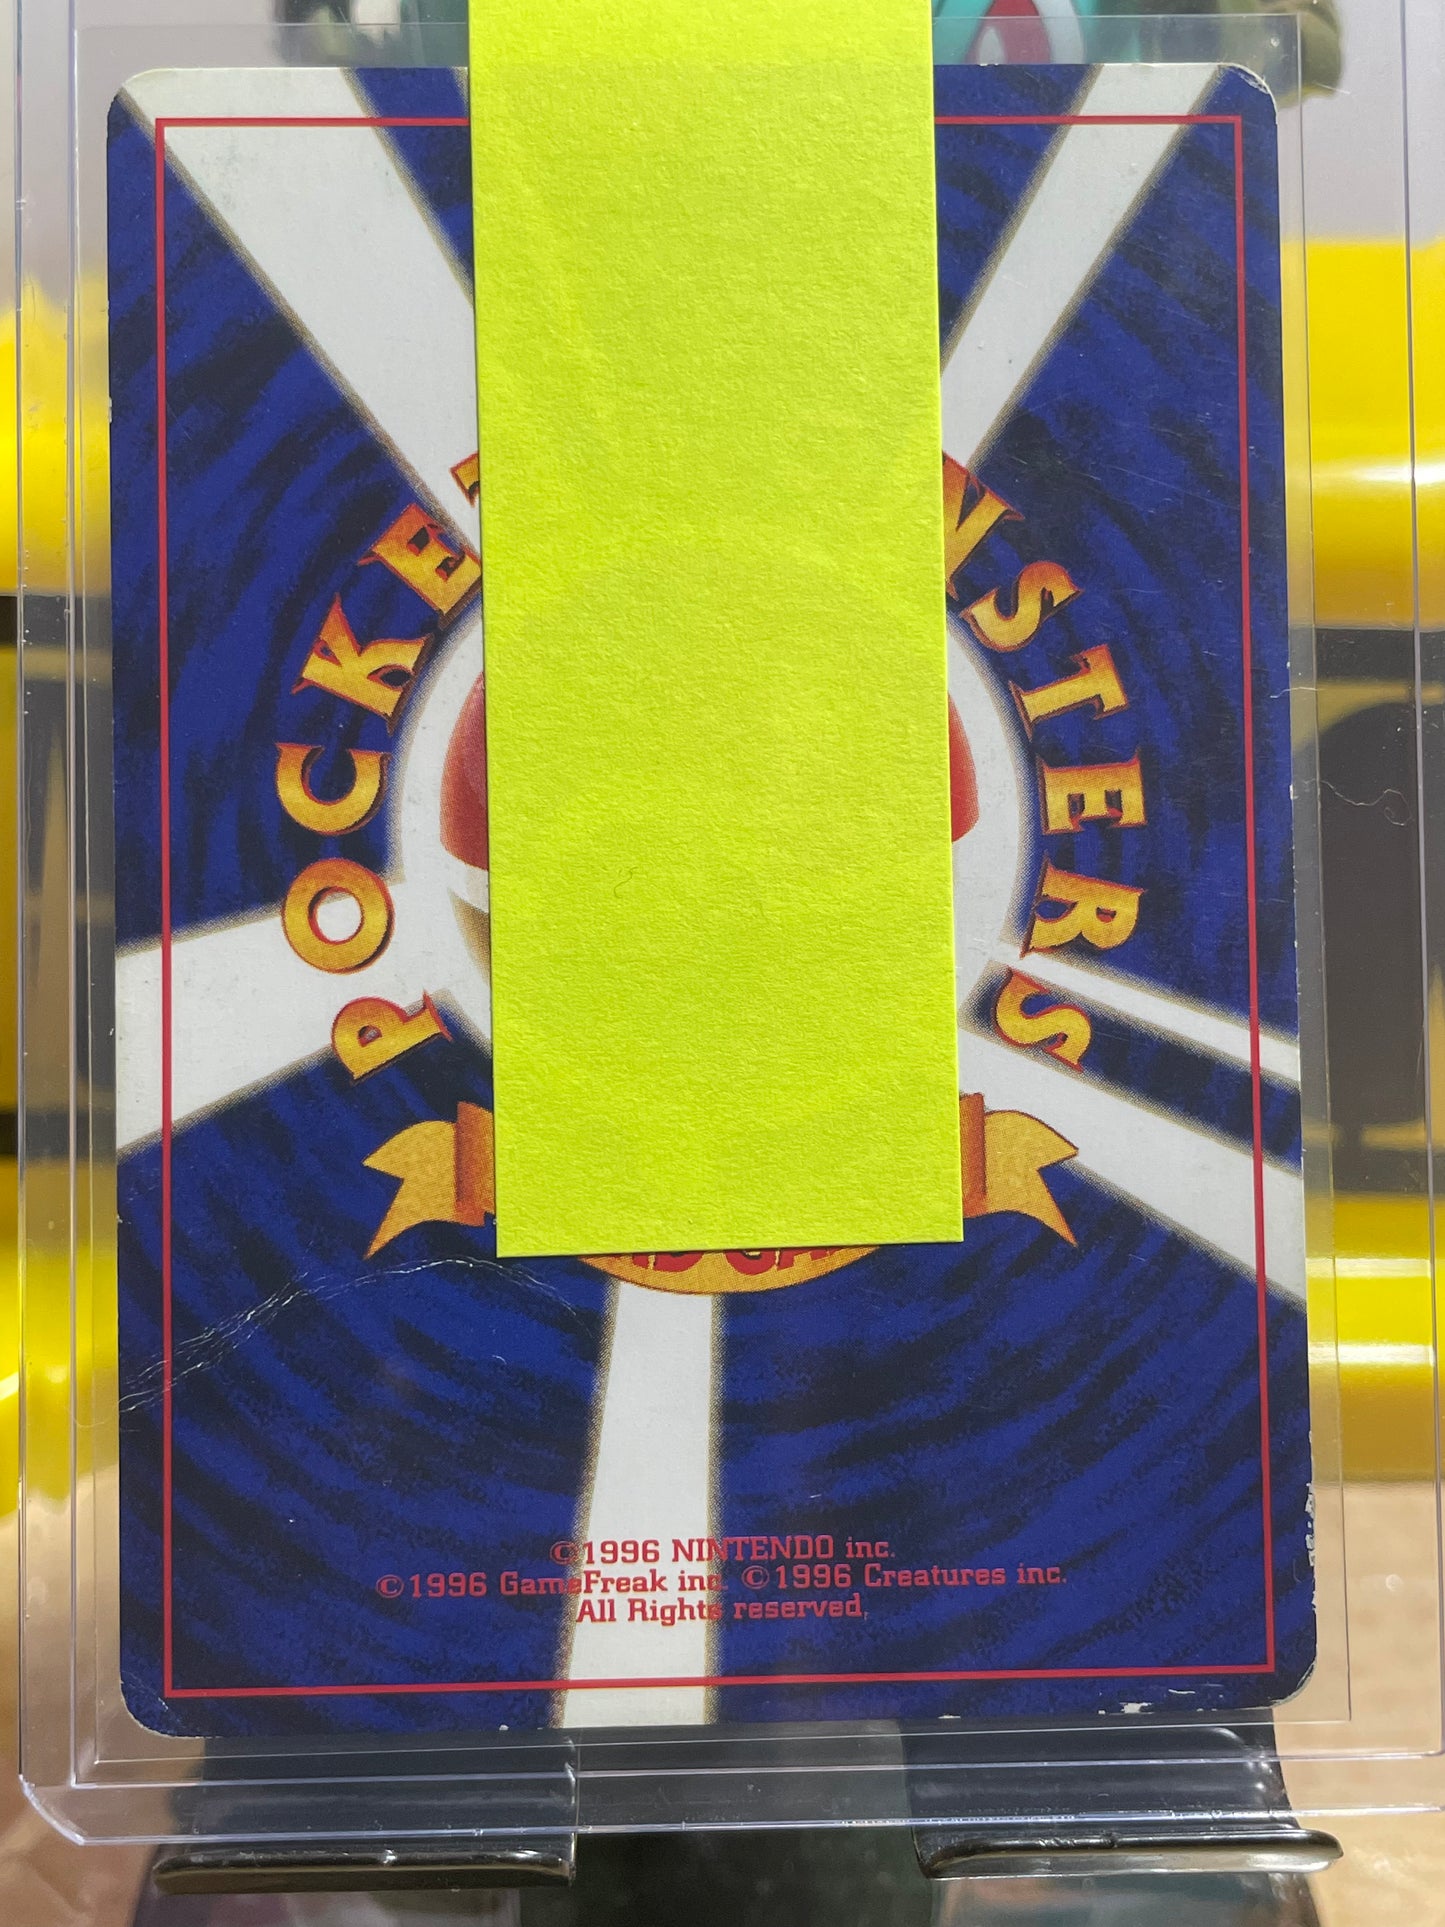 POCKE
NSTERS
©1996 NINTENDO inc.
©1996 GameFreak inc. ©1996 Creatures inc.
All Rights reserved.